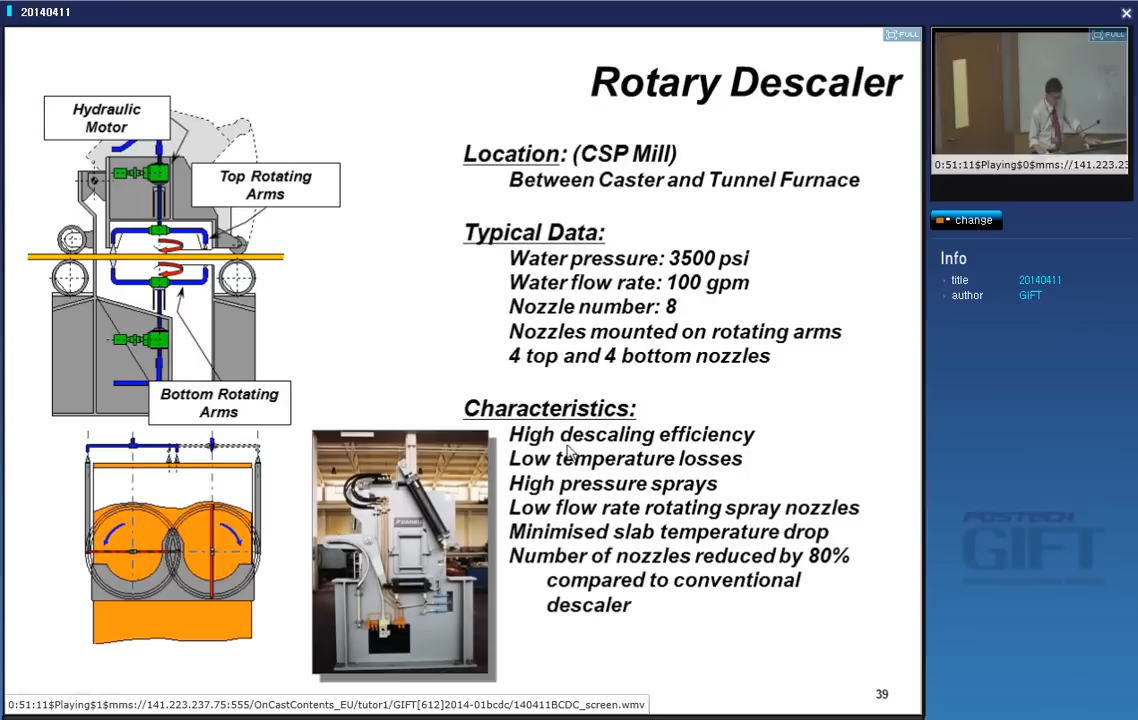 20140411
FULL
Rotary Descaler
Hydraulic
Motor
Top Rotating
Arms
Bottom Rotating
Arms
Location: (CSP Mill)
Between Caster and Tunnel Furnace
Typical Data:
Water pressure: 3500 psi
Water flow rate: 100 gpm
Nozzle number: 8
Nozzles mounted on rotating arms
4 top and 4 bottom nozzles
Characteristics:
High descaling efficiency
Low temperature losses
High pressure sprays
Low flow rate rotating spray nozzles
Minimised slab temperature drop
Number of nozzles reduced by 80%
compared to conventional
descaler
39
0:51:11$Playing$1$mms://141.223.237.75:555/OnCastContents_EU/tutor1/GIFT[612]2014-01bcdc/140411BCDC_screen.wmv
FULL
0:51:11$Playing$0$mms://141.223.23
change
Info
title 20140411
author GIFT
POSTECH
GIFT